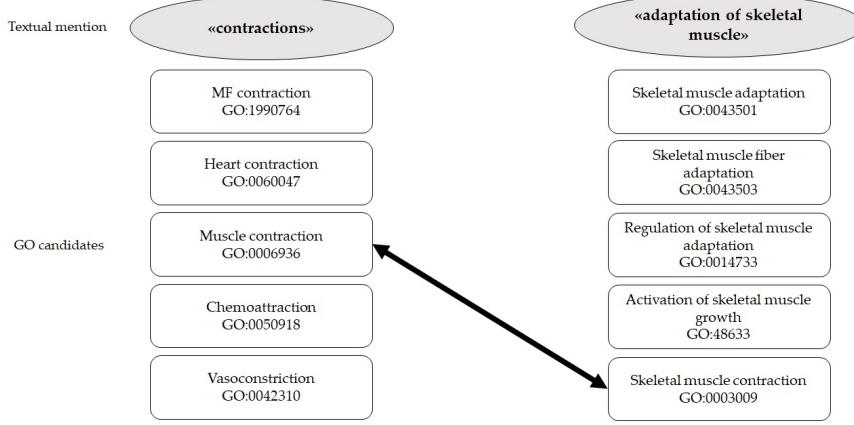 Textual mention
«contractions»
«adaptation of skeletal
muscle»
MF contraction
GO:1990764
Heart contraction
GO:0060047
GO candidates
Muscle contraction
GO:0006936
Chemoattraction
GO:0050918
Vasoconstriction
GO:0042310
Skeletal muscle adaptation
GO:0043501
Skeletal muscle fiber
adaptation
GO:0043503
Regulation of skeletal muscle
adaptation
GO:0014733
Activation of skeletal muscle
growth
GO:48633
Skeletal muscle contraction
GO:0003009